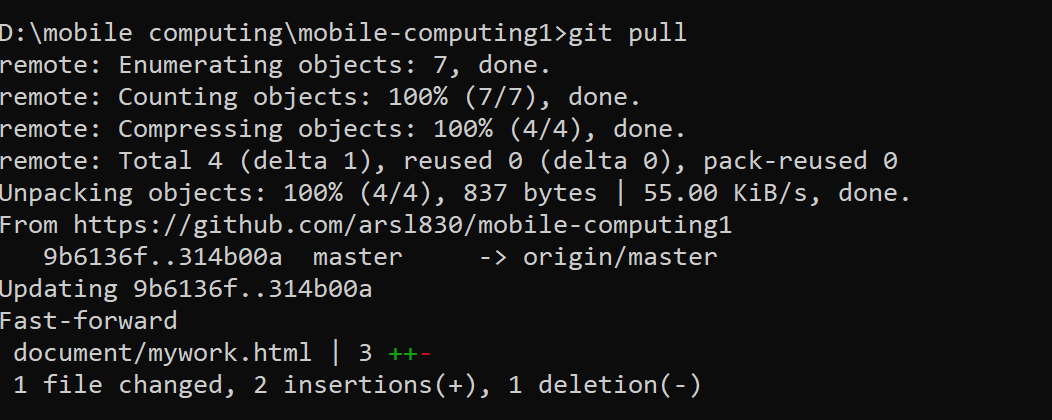 D:\mobile computing\mobile-computing1>git pull
remote: Enumerating objects: 7, done.
remote: Counting objects: 100% (7/7), done.
remote: Compressing objects: 100% (4/4), done.
remote: Total 4 (delta 1), reused 0 (delta 0), pack-reused 0
Unpacking objects: 100% (4/4), 837 bytes | 55.00 KiB/s, done.
From https://github.com/arsl830/mobile-computing1
   9b6136f..314b00a  master     -> origin/master
Updating 9b6136f..314b00a
Fast-forward
 document/mywork.html | 3 ++-
 1 file changed, 2 insertions(+), 1 deletion(-)